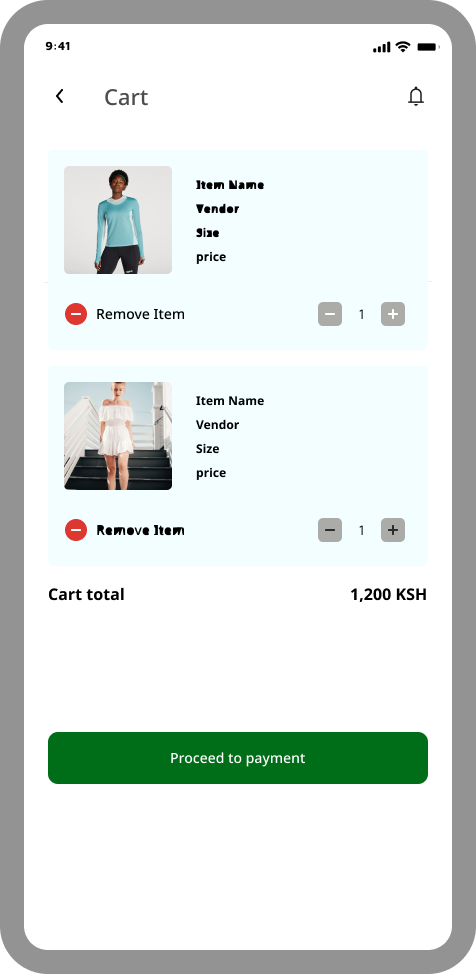 9:41
Cart
Item Name
Vendor
Size
price
Remove Item
1
Item Name
Vendor
Size
price
Remove Item
1
Cart total
1,200 KSH
Proceed to payment